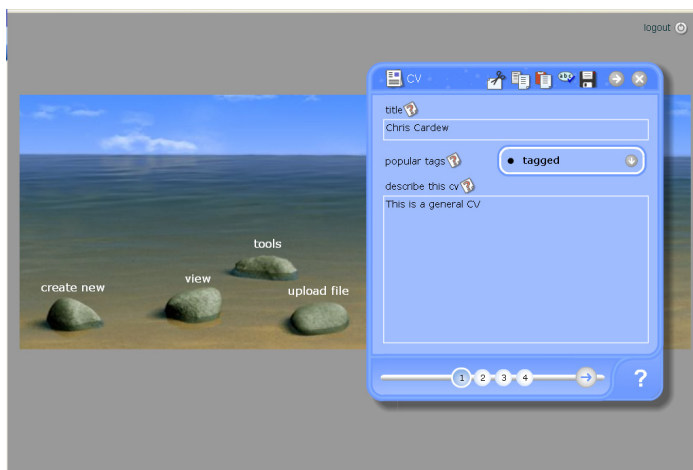 logout
CV
title
Chris Cardew
popular tags
tagged
describe this cv
This is a general CV
tools
view
create new
upload file
1 2 3 4
?